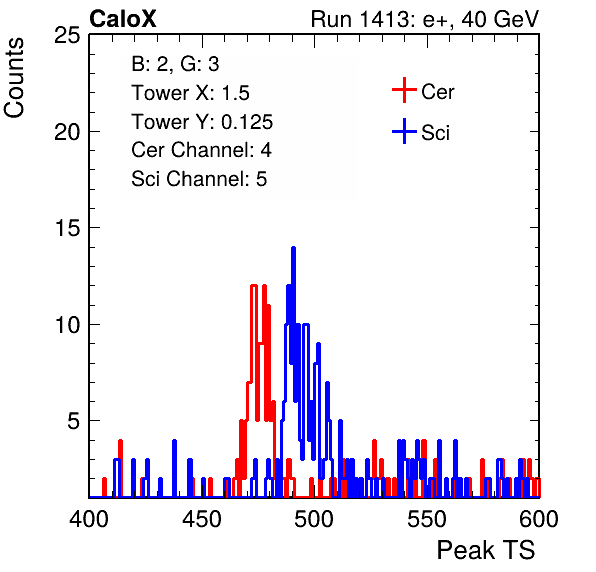 CaloX Run 1413: e+, 40 GeV
Counts
25
20
15
10
5
B: 2, G: 3
Tower X: 1.5
Tower Y: 0.125
Cer Channel: 4
Sci Channel: 5
Cer
Sci
400 450 500 550 600
Peak TS